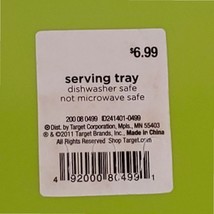 $6.99
serving tray
dishwasher safe
not microwave safe
200 08 0499 ID241401-0499
®Dist. by Target Corporation, Mpls., MN 55403
® & ©2011 Target Brands, Inc. Made in China
All Rights Reserved Shop Target.com
4 92000 80499 1